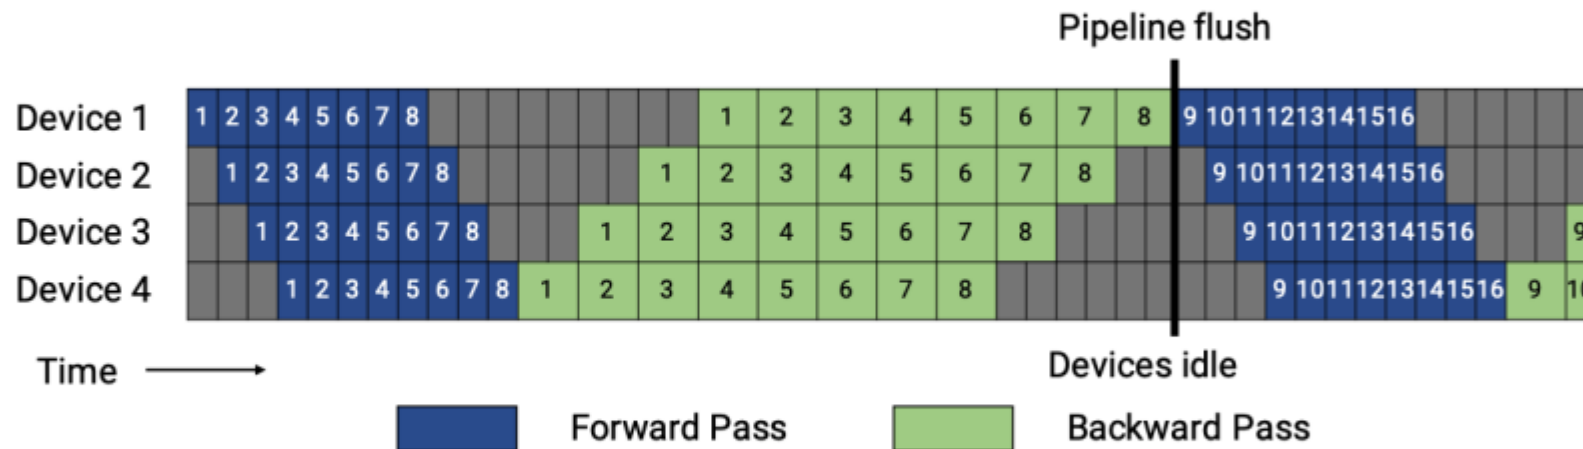 Pipeline flush
Device 1 1 2 3 4 5 6 7 8 1 2 3 4 5 6 7 8 9 10 11 12 13 14 15 16
Device 2 1 2 3 4 5 6 7 8 1 2 3 4 5 6 7 8 9 10 11 12 13 14 15 16
Device 3 1 2 3 4 5 6 7 8 1 2 3 4 5 6 7 8 9 10 11 12 13 14 15 16 9
Device 4 1 2 3 4 5 6 7 8 1 2 3 4 5 6 7 8 9 10 11 12 13 14 15 16 9 10
Time
Devices idle
Forward Pass
Backward Pass